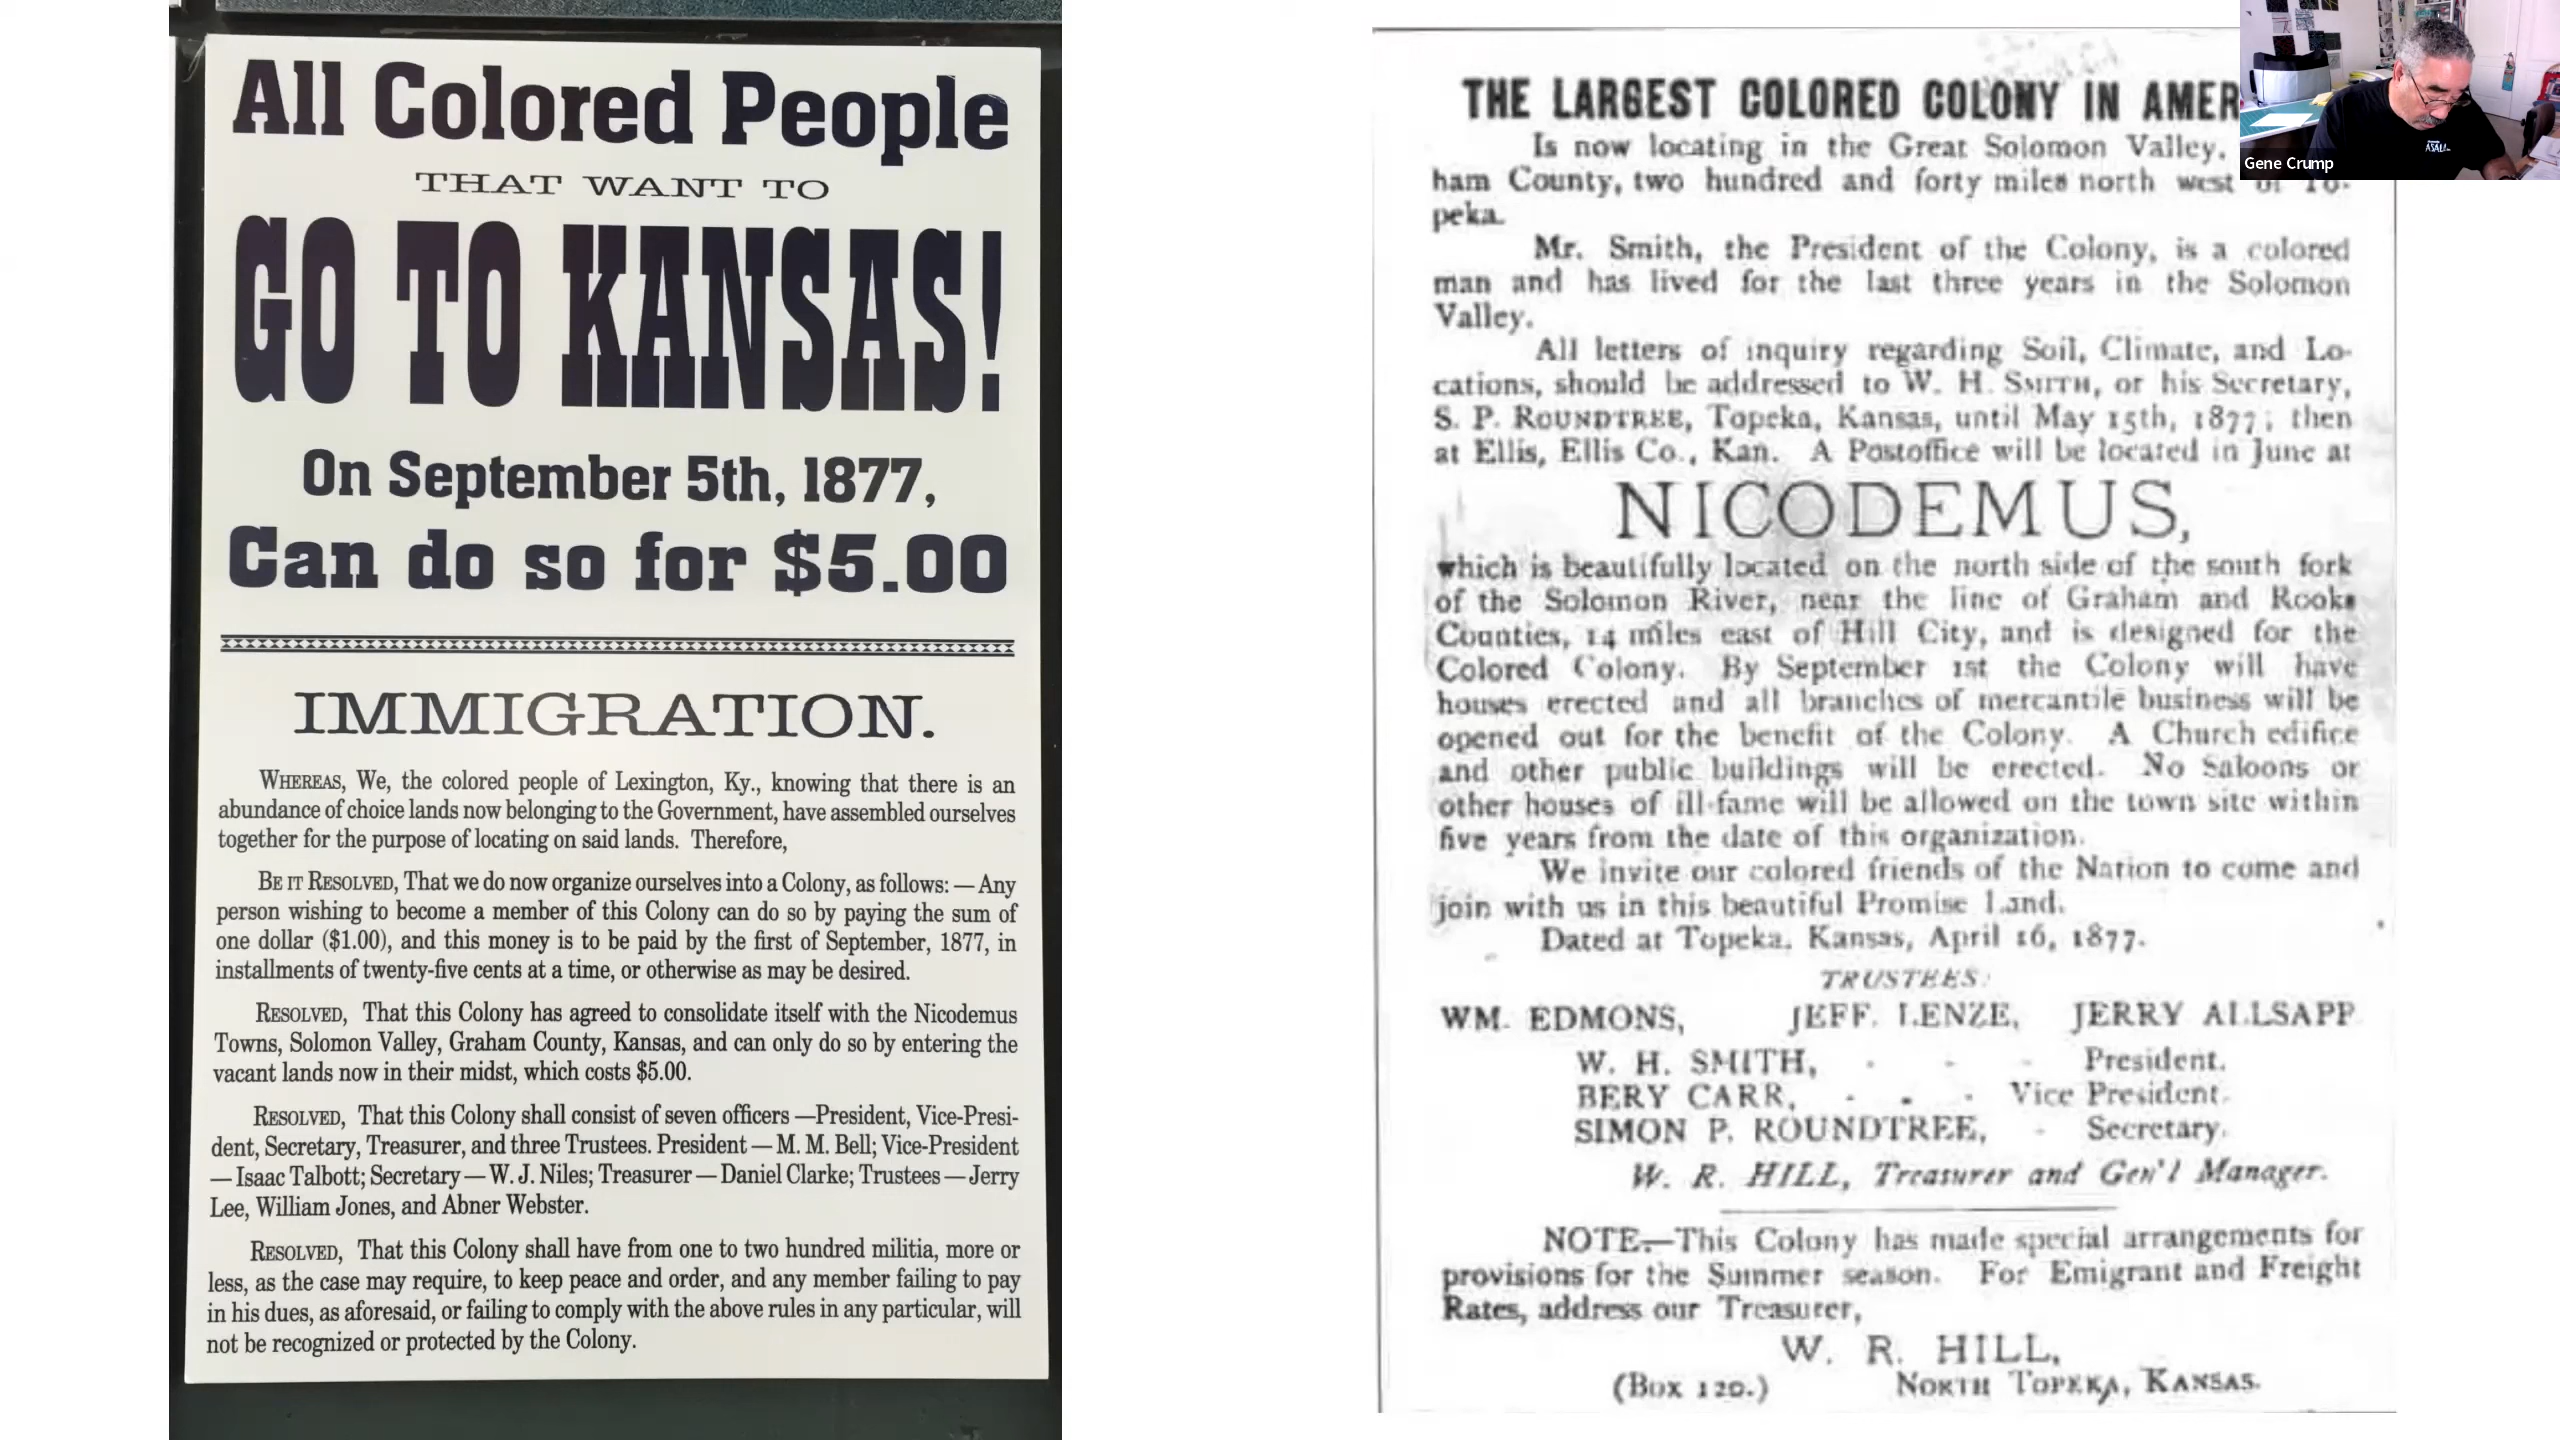 All Colored People
THAT WANT TO
GO TO KANSAS!
On September 5th, 1877,
Can do so for $5.00
IMMIGRATION.
WHEREAS, We, the colored people of Lexington, Ky., knowing that there is an
abundance of choice lands now belonging to the Government, have assembled ourselves
together for the purpose of locating on said lands. Therefore,
BE IT RESOLVED, That we do now organize ourselves into a Colony, as follows: — Any
person wishing to become a member of this Colony can do so by paying the sum of
one dollar ($1.00), and this money is to be paid by the first of September, 1877, in
installments of twenty-five cents at a time, or otherwise as may be desired.
RESOLVED, That this Colony has agreed to consolidate itself with the Nicodemus
Towns, Solomon Valley, Graham County, Kansas, and can only do so by entering the
vacant lands now in their midst, which costs $5.00.
RESOLVED, That this Colony shall consist of seven officers —President, Vice-Presi-
dent, Secretary, Treasurer, and three Trustees. President — M. M. Bell; Vice-President
— Isaac Talbott; Secretary — W. J. Niles; Treasurer — Daniel Clarke; Trustees — Jerry
Lee, William Jones, and Abner Webster.
RESOLVED, That this Colony shall have from one to two hundred militia, more or
less, as the case may require, to keep peace and order, and any member failing to pay
in his dues, as aforesaid, or failing to comply with the above rules in any particular, will
not be recognized or protected by the Colony.
THE LARGEST COLORED COLONY IN AMER
Is now locating in the Great Solomon Valley,
ham County, two hundred and forty miles north west of To-
peka.
Mr. Smith, the President of the Colony, is a colored
man and has lived for the last three years in the Solomon
Valley.
All letters of inquiry regarding Soil, Climate, and Lo-
cations, should be addressed to W. H. SMITH, or his Secretary,
S. P. ROUNDTREE, Topeka, Kansas, until May 15th, 1877; then
at Ellis, Ellis Co., Kan. A Postoffice will be located in June at
NICODEMUS,
which is beautifully located on the north side of the south fork
of the Solomon River, near the line of Graham and Rooks
Counties, 14 miles east of Hill City, and is designed for the
Colored Colony. By September 1st the Colony will have
houses erected and all branches of mercantile business will be
opened out for the benefit of the Colony. A Church edifice
and other public buildings will be erected. No Saloons or
other houses of ill-fame will be allowed on the town site within
five years from the date of this organization.
We invite our colored friends of the Nation to come and
join with us in this beautiful Promise Land.
Dated at Topeka, Kansas, April 16, 1877.
TRUSTEES:
WM. EDMONS, JEFF. LENZE, JERRY ALLSAPP
W. H. SMITH, - - - President.
BERY CARR, - - - Vice President.
SIMON P. ROUNDTREE, - Secretary.
W. R. HILL, Treasurer and Gen'l Manager.
NOTE.—This Colony has made special arrangements for
provisions for the Summer season. For Emigrant and Freight
Rates, address our Treasurer,
W. R. HILL,
(Box 120.) NORTH TOPEKA, KANSAS.
Gene Crump